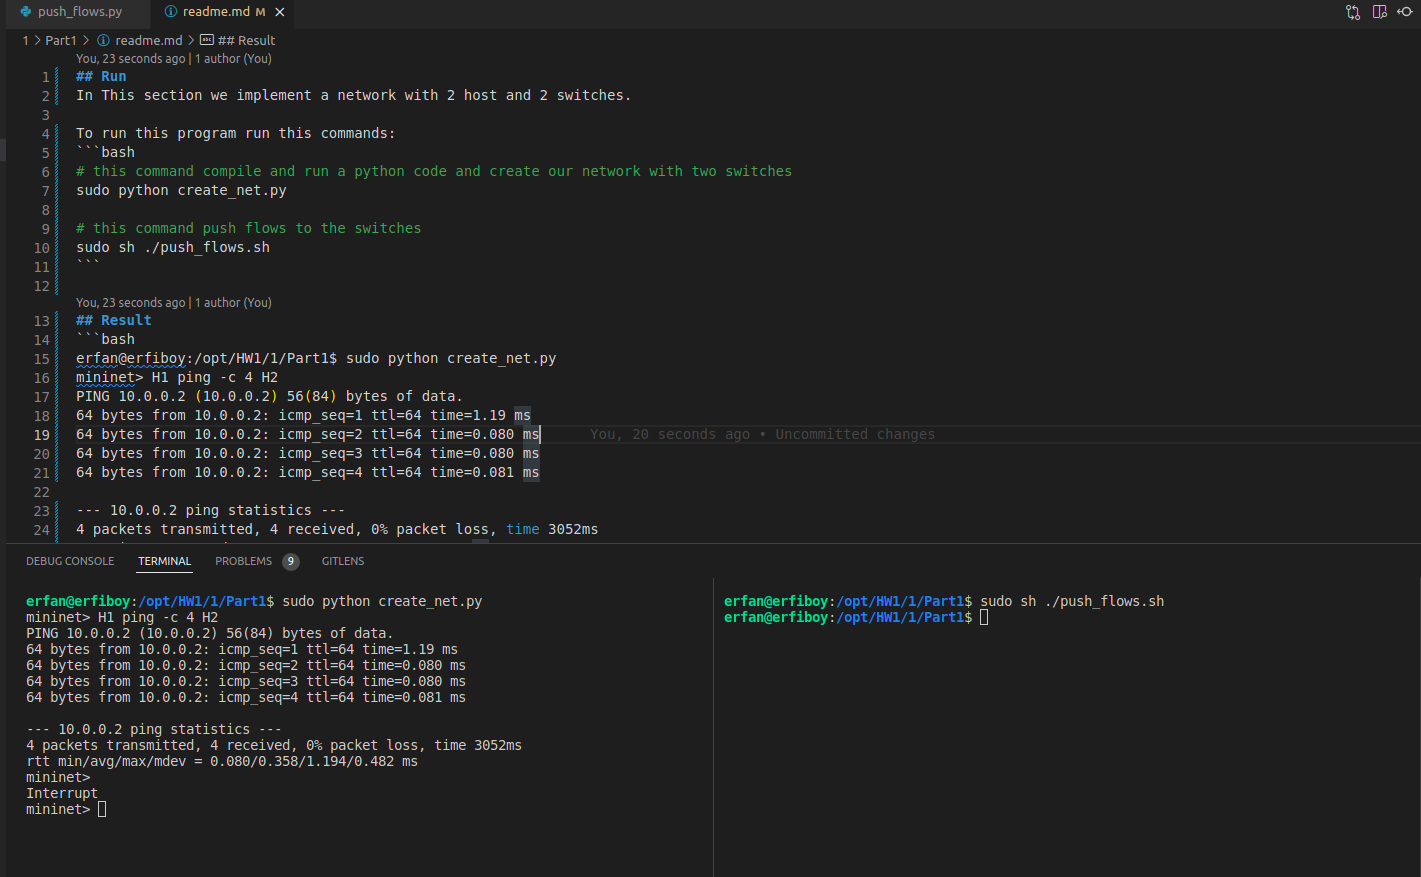 push_flows.py readme.md M
1 > Part1 > readme.md > ## Result
You, 23 seconds ago | 1 author (You)
1 ## Run
2 In This section we implement a network with 2 host and 2 switches.
3
4 To run this program run this commands:
5 ```bash
6 # this command compile and run a python code and create our network with two switches
7 sudo python create_net.py
8
9 # this command push flows to the switches
10 sudo sh ./push_flows.sh
11 ```
12
You, 23 seconds ago | 1 author (You)
13 ## Result
14 ```bash
15 erfan@erfiboy:/opt/HW1/1/Part1$ sudo python create_net.py
16 mininet> H1 ping -c 4 H2
17 PING 10.0.0.2 (10.0.0.2) 56(84) bytes of data.
18 64 bytes from 10.0.0.2: icmp_seq=1 ttl=64 time=1.19 ms
19 64 bytes from 10.0.0.2: icmp_seq=2 ttl=64 time=0.080 ms You, 20 seconds ago • Uncommitted changes
20 64 bytes from 10.0.0.2: icmp_seq=3 ttl=64 time=0.080 ms
21 64 bytes from 10.0.0.2: icmp_seq=4 ttl=64 time=0.081 ms
22
23 --- 10.0.0.2 ping statistics ---
24 4 packets transmitted, 4 received, 0% packet loss, time 3052ms
DEBUG CONSOLE TERMINAL PROBLEMS 9 GITLENS
erfan@erfiboy:/opt/HW1/1/Part1$ sudo python create_net.py
mininet> H1 ping -c 4 H2
PING 10.0.0.2 (10.0.0.2) 56(84) bytes of data.
64 bytes from 10.0.0.2: icmp_seq=1 ttl=64 time=1.19 ms
64 bytes from 10.0.0.2: icmp_seq=2 ttl=64 time=0.080 ms
64 bytes from 10.0.0.2: icmp_seq=3 ttl=64 time=0.080 ms
64 bytes from 10.0.0.2: icmp_seq=4 ttl=64 time=0.081 ms

--- 10.0.0.2 ping statistics ---
4 packets transmitted, 4 received, 0% packet loss, time 3052ms
rtt min/avg/max/mdev = 0.080/0.358/1.194/0.482 ms
mininet>
Interrupt
mininet>
erfan@erfiboy:/opt/HW1/1/Part1$ sudo sh ./push_flows.sh
erfan@erfiboy:/opt/HW1/1/Part1$